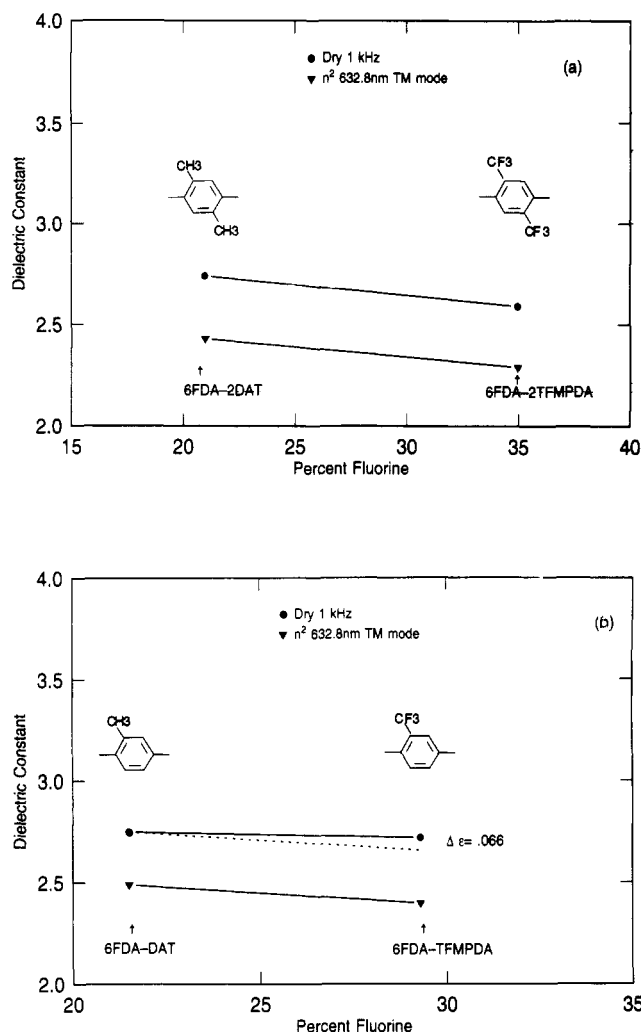 4.0
● Dry 1 kHz
▼ n² 632.8nm TM mode
(a)
3.5
CH3
CF3
3.0
CH3
CF3
2.5
6FDA–2DAT
6FDA–2TFMPDA
2.0
15 20 25 30 35 40
Percent Fluorine
Dielectric Constant
4.0
● Dry 1 kHz
▼ n² 632.8nm TM mode
(b)
3.5
CH3
CF3
3.0
Δ ε= .066
2.5
6FDA–DAT
6FDA–TFMPDA
2.0
20 25 30 35
Percent Fluorine
Dielectric Constant